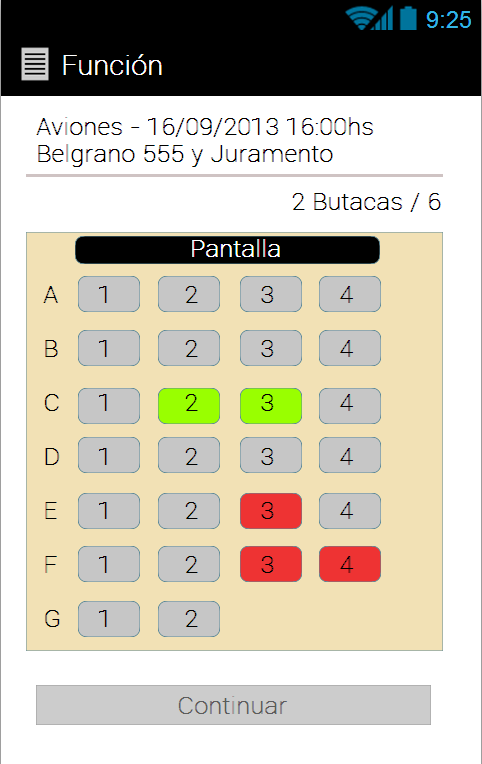 9:25
Función
Aviones - 16/09/2013 16:00hs
Belgrano 555 y Juramento
2 Butacas / 6
Pantalla
A 1 2 3 4
B 1 2 3 4
C 1 2 3 4
D 1 2 3 4
E 1 2 3 4
F 1 2 3 4
G 1 2
Continuar